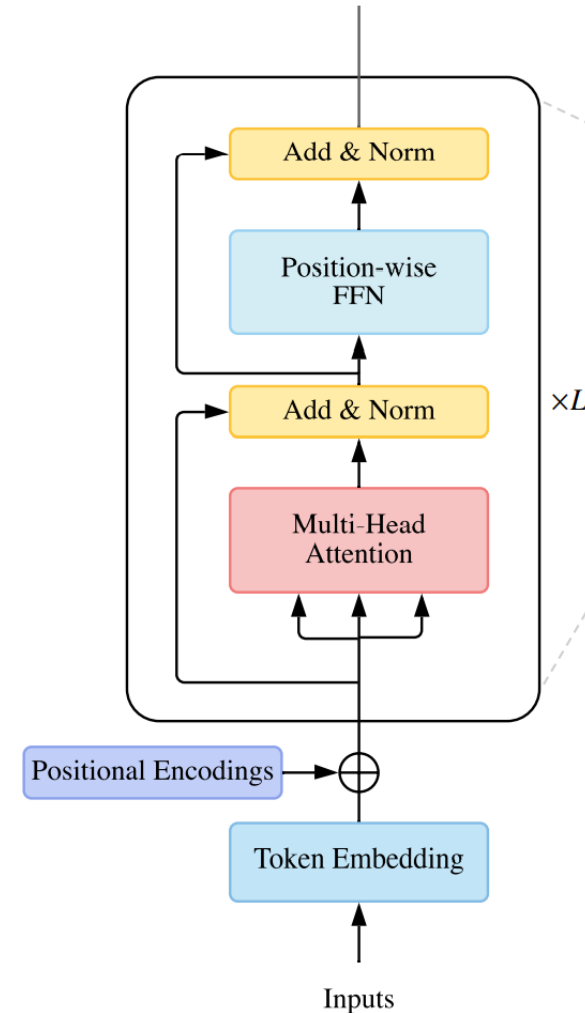 Add & Norm
Position-wise
FFN
Add & Norm
×L
Multi-Head
Attention
Positional Encodings
Token Embedding
Inputs